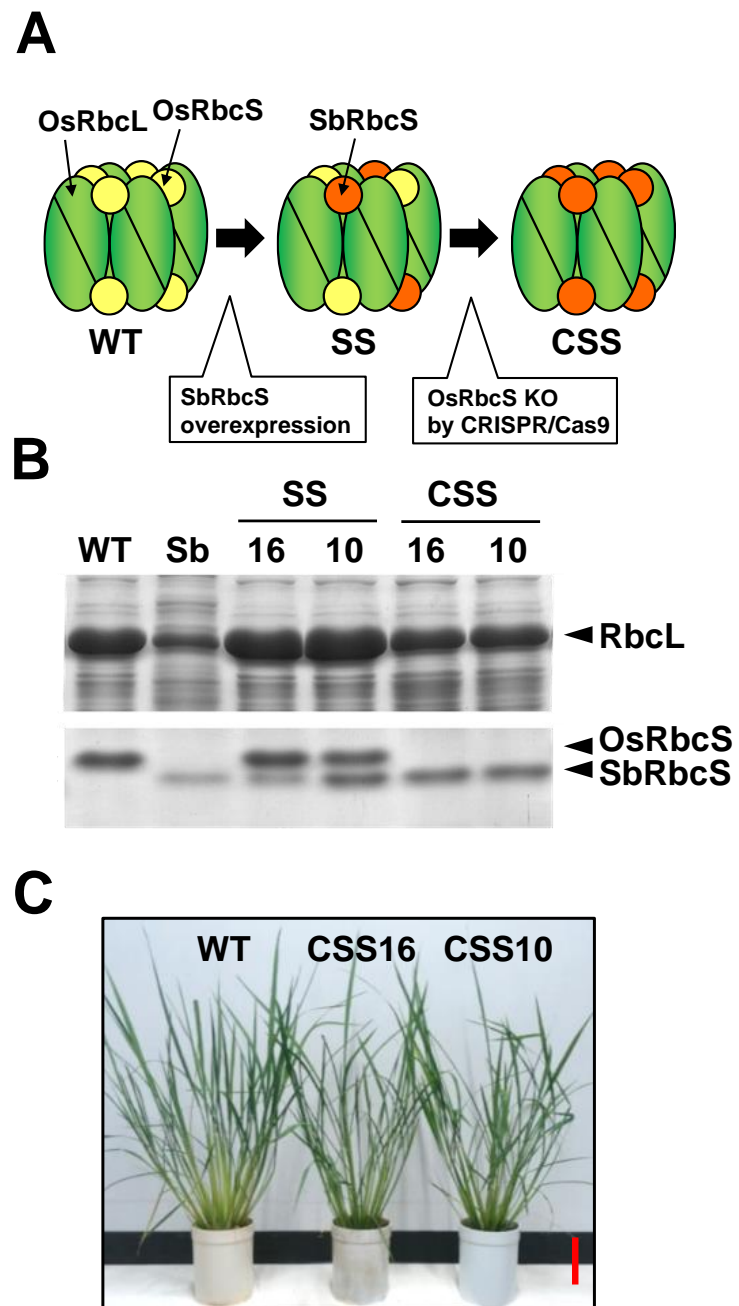 A
OsRbcL OsRbcS SbRbcS
WT SS CSS
SbRbcS
overexpression
OsRbcS KO
by CRISPR/Cas9
B
SS CSS
WT Sb 16 10 16 10
RbcL
OsRbcS
SbRbcS
C
WT CSS16 CSS10